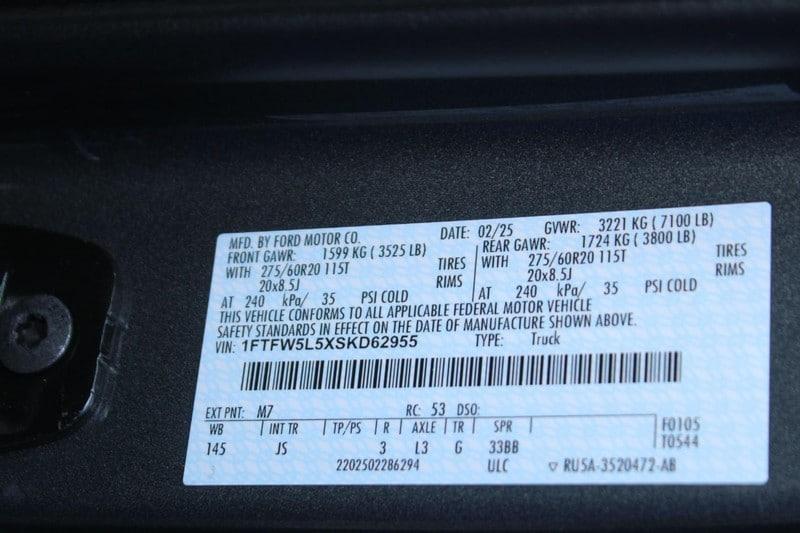 MFD. BY FORD MOTOR CO. DATE: 02/25 GVWR: 3221 KG ( 7100 LB)
FRONT GAWR: 1599 KG ( 3525 LB) REAR GAWR: 1724 KG ( 3800 LB)
WITH 275/60R20 115T TIRES WITH 275/60R20 115T TIRES
20x8.5J RIMS 20x8.5J RIMS
AT 240 kPa/ 35 PSI COLD AT 240 kPa/ 35 PSI COLD
THIS VEHICLE CONFORMS TO ALL APPLICABLE FEDERAL MOTOR VEHICLE
SAFETY STANDARDS IN EFFECT ON THE DATE OF MANUFACTURE SHOWN ABOVE.
VIN: 1FTFW5L5XSKD62955 TYPE: Truck
EXT PNT: M7 RC: 53 DSO:
WB INT TR TP/PS R AXLE TR SPR F0105
145 JS 3 L3 G 33BB T0544
2202502286294 ULC ▽ RU5A-3520472-AB